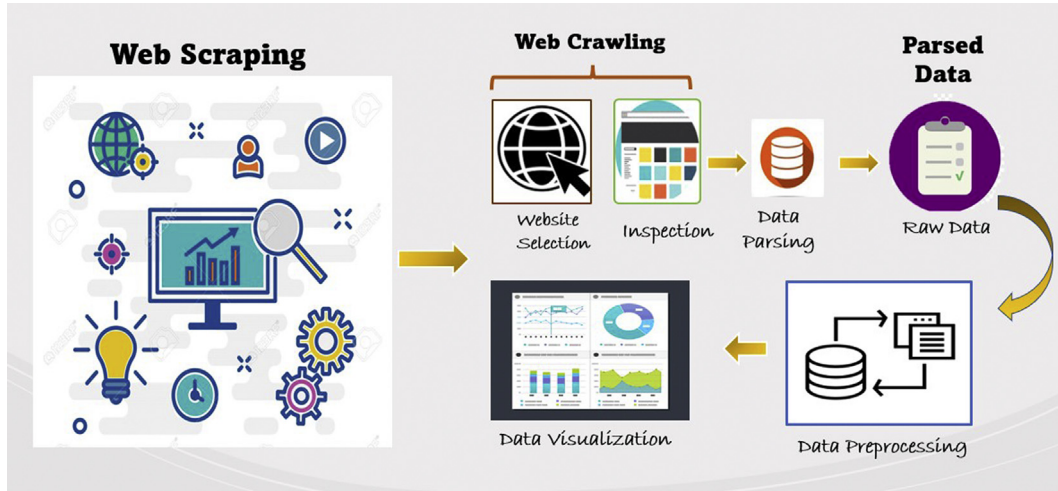 Web Scraping
Web Crawling
Parsed
Data
Website
Selection
Inspection
Data
Parsing
Raw Data
Data Visualization
Data Preprocessing